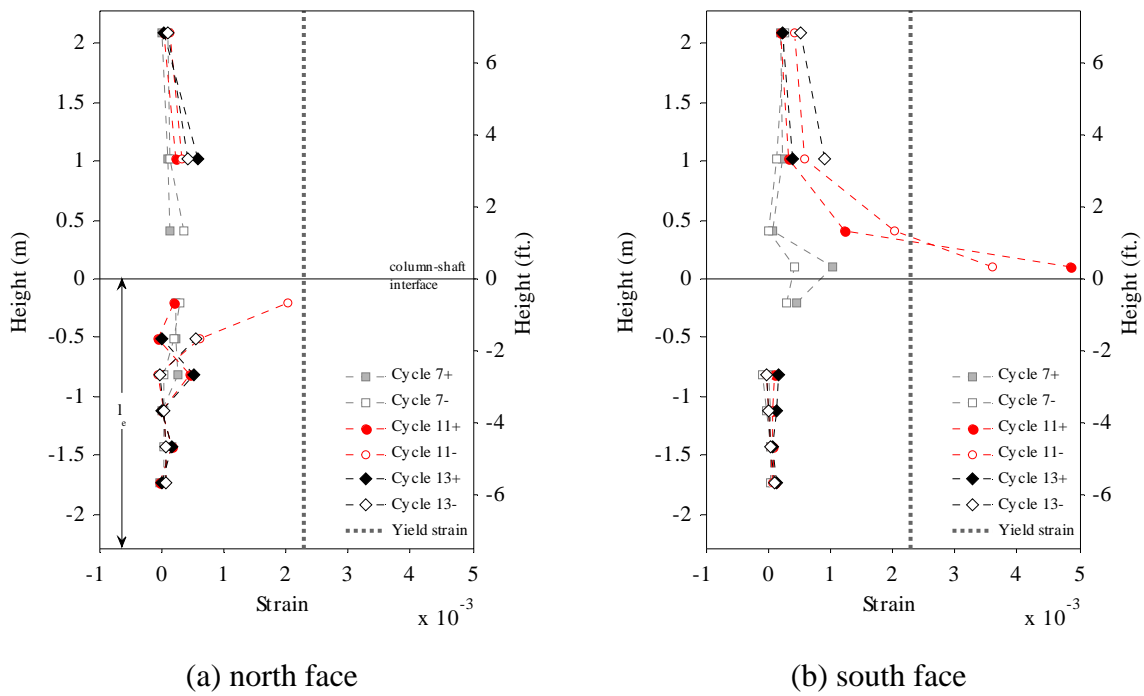 2
1.5
1
0.5
0
-0.5
-1
-1.5
-2
Height (m)
6
4
2
0
-2
-4
-6
Height (ft.)
column-shaft
interface
l
e
Cycle 7+
Cycle 7-
Cycle 11+
Cycle 11-
Cycle 13+
Cycle 13-
Yield strain
-1 0 1 2 3 4 5
Strain
x 10-3
(a) north face
2
1.5
1
0.5
0
-0.5
-1
-1.5
-2
Height (m)
6
4
2
0
-2
-4
-6
Height (ft.)
Cycle 7+
Cycle 7-
Cycle 11+
Cycle 11-
Cycle 13+
Cycle 13-
Yield strain
-1 0 1 2 3 4 5
Strain
x 10-3
(b) south face